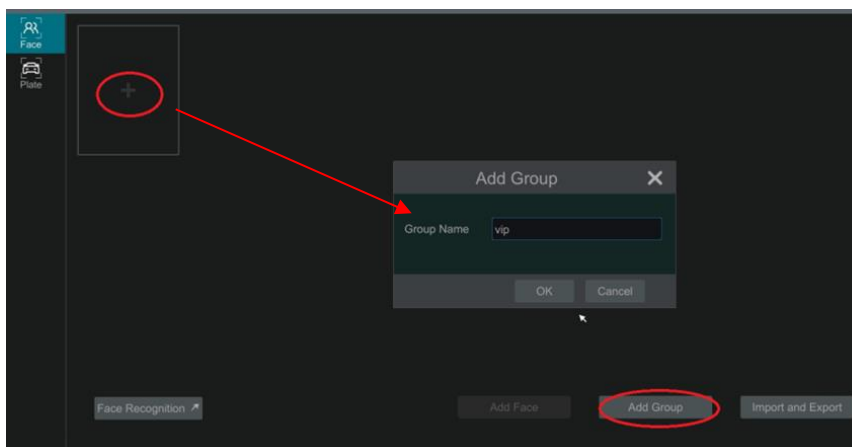 Face
Plate
Add Group
Group Name
vip
OK
Cancel
Face Recognition
Add Face
Add Group
Import and Export